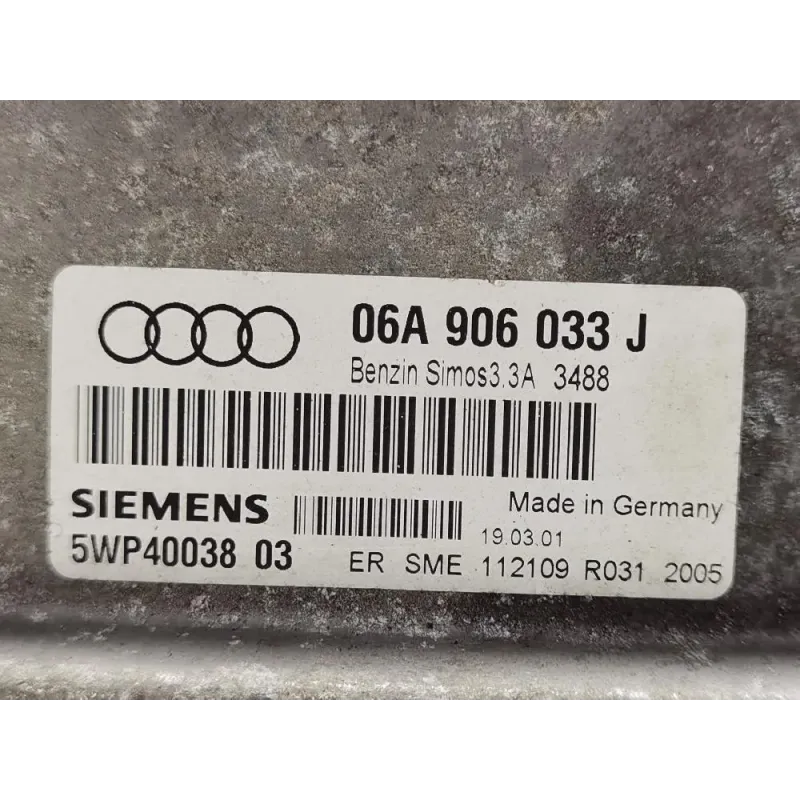 06A 906 033 J
Benzin Simos3.3A 3488
SIEMENS
Made in Germany
19.03.01
5WP40038 03
ER SME 112109 R031 2005